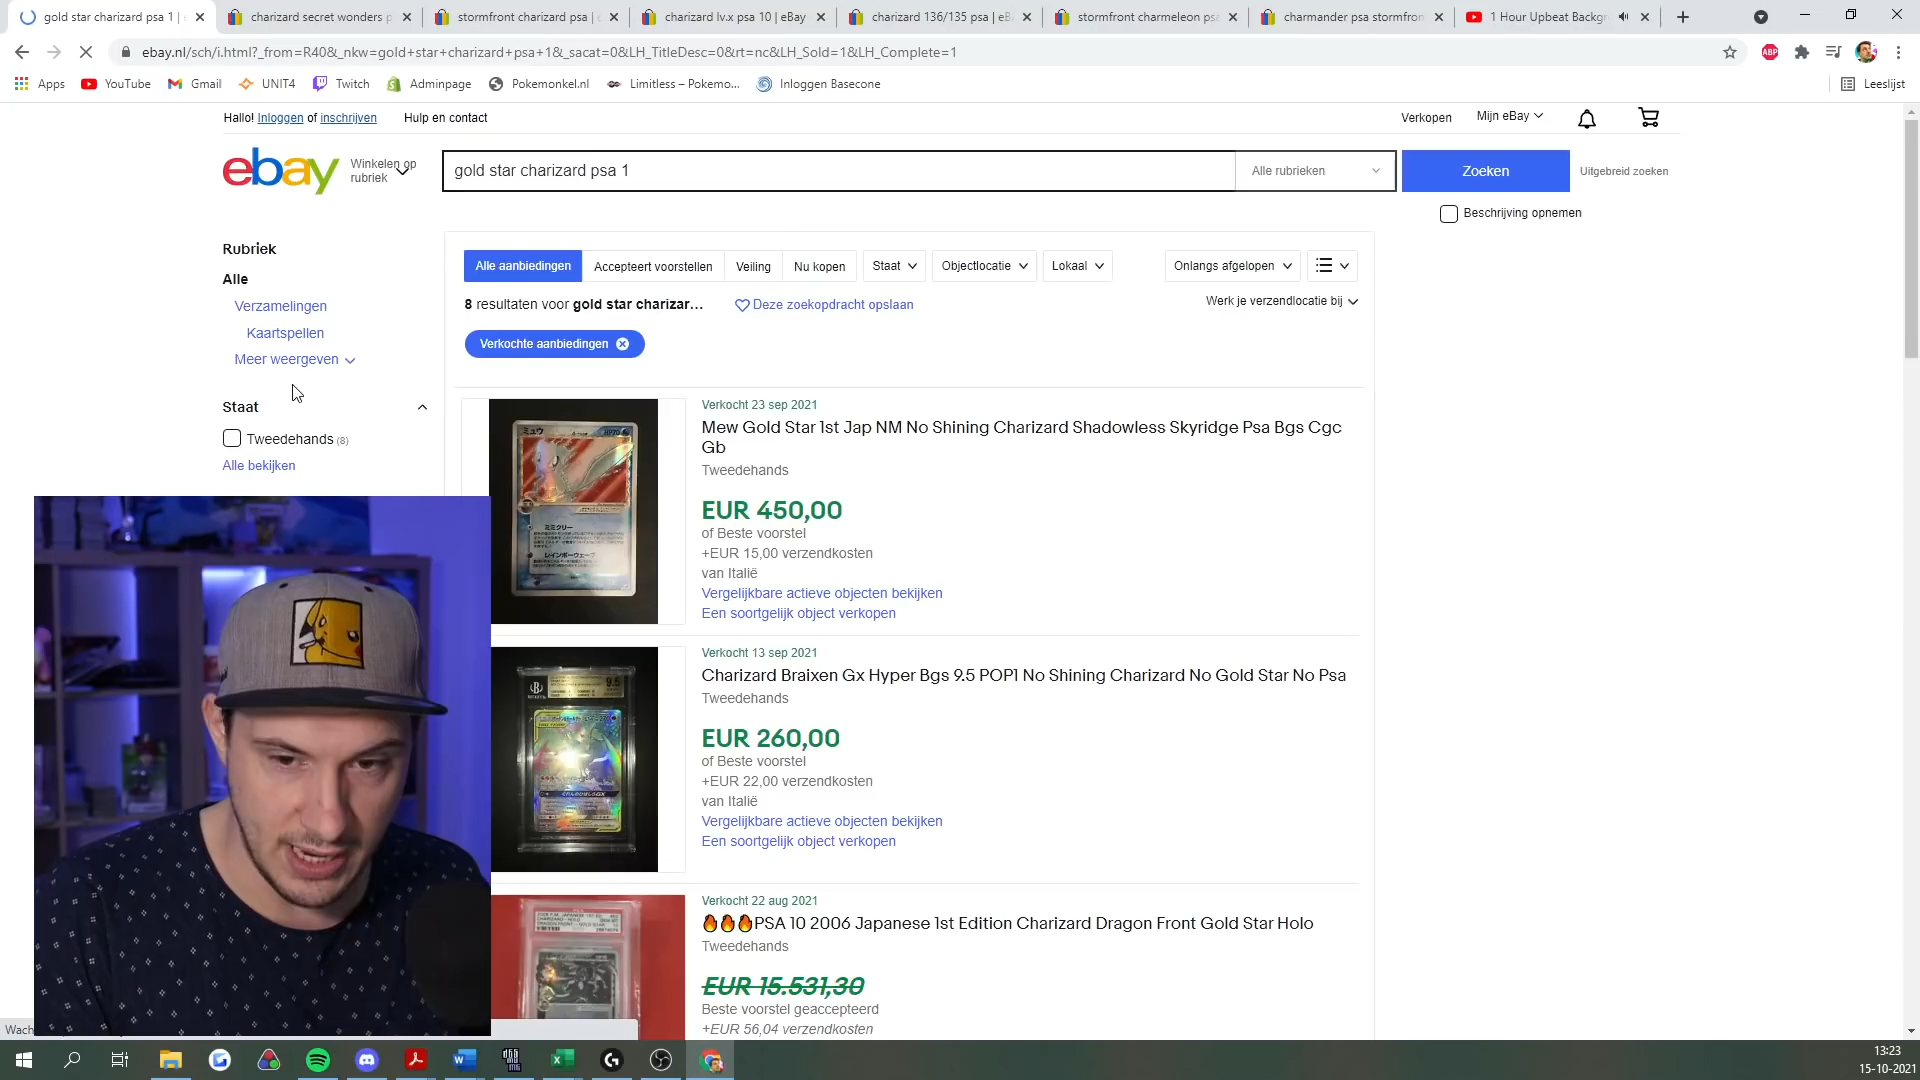 gold star charizard psa 1 |
charizard secret wonders p
stormfront charizard psa |
charizard lv.x psa 10 | eBay
charizard 136/135 psa | eB
stormfront charmeleon psa
charmander psa stormfron
1 Hour Upbeat Backgr
ebay.nl/sch/i.html?_from=R40&_nkw=gold+star+charizard+psa+1&_sacat=0&LH_TitleDesc=0&rt=nc&LH_Sold=1&LH_Complete=1
ABP
Apps YouTube Gmail UNIT4 Twitch Adminpage Pokemonkel.nl Limitless – Pokemo... Inloggen Basecone Leeslijst
Hallo! Inloggen of inschrijven Hulp en contact Verkopen Mijn eBay
ebay
Winkelen op
rubriek
gold star charizard psa 1
Alle rubrieken
Zoeken
Uitgebreid zoeken
Beschrijving opnemen
Rubriek
Alle
Verzamelingen
Kaartspellen
Meer weergeven
Staat
Tweedehands (8)
Alle bekijken
Alle aanbiedingen Accepteert voorstellen Veiling Nu kopen Staat Objectlocatie Lokaal Onlangs afgelopen
8 resultaten voor gold star charizar... Deze zoekopdracht opslaan Werk je verzendlocatie bij
Verkochte aanbiedingen
Verkocht 23 sep 2021
Mew Gold Star 1st Jap NM No Shining Charizard Shadowless Skyridge Psa Bgs Cgc
Gb
Tweedehands
EUR 450,00
of Beste voorstel
+EUR 15,00 verzendkosten
van Italië
Vergelijkbare actieve objecten bekijken
Een soortgelijk object verkopen
Verkocht 13 sep 2021
Charizard Braixen Gx Hyper Bgs 9.5 POP1 No Shining Charizard No Gold Star No Psa
Tweedehands
EUR 260,00
of Beste voorstel
+EUR 22,00 verzendkosten
van Italië
Vergelijkbare actieve objecten bekijken
Een soortgelijk object verkopen
Verkocht 22 aug 2021
🔥🔥🔥PSA 10 2006 Japanese 1st Edition Charizard Dragon Front Gold Star Holo
Tweedehands
EUR 15.531,30
Beste voorstel geaccepteerd
+EUR 56,04 verzendkosten
ミュウ
9.5
Wach
13:23
15-10-2021